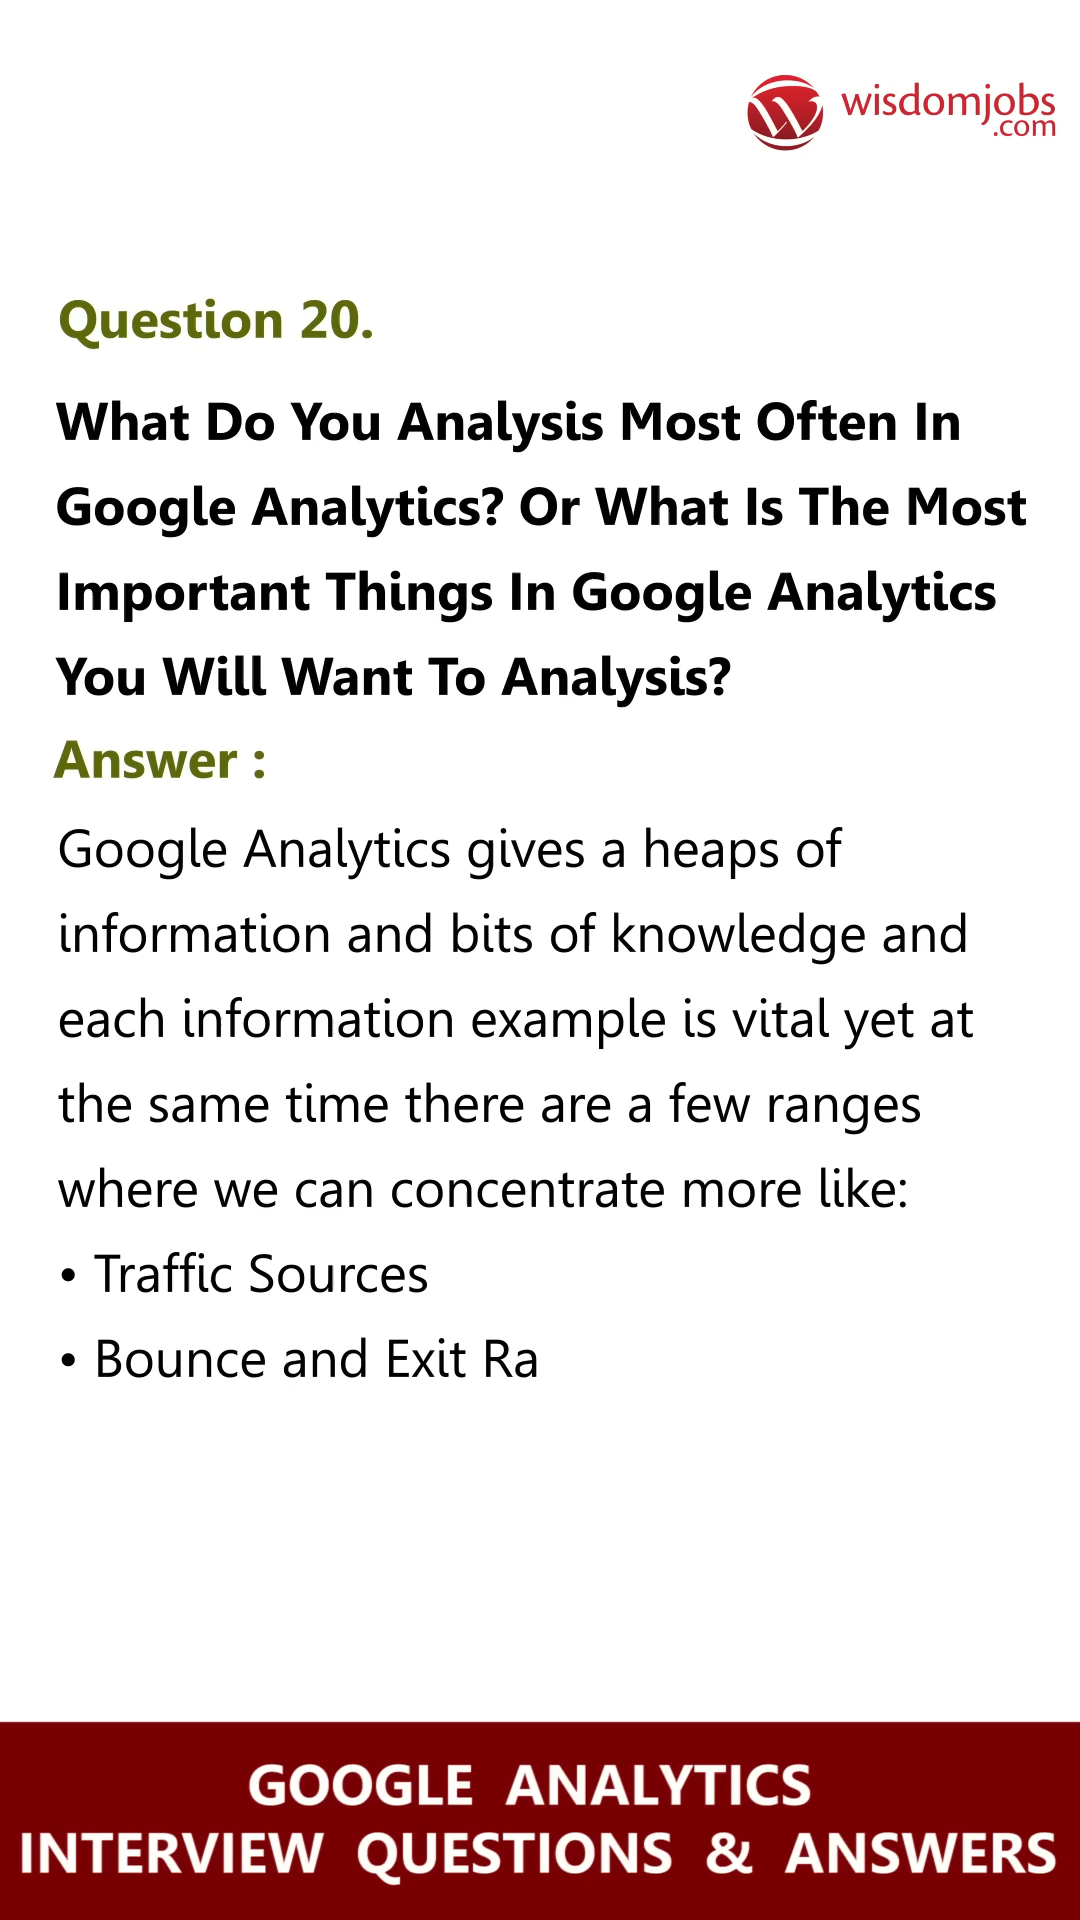 wisdomjobs
.com
Question 20.
What Do You Analysis Most Often In
Google Analytics? Or What Is The Most
Important Things In Google Analytics
You Will Want To Analysis?
Answer :
Google Analytics gives a heaps of
information and bits of knowledge and
each information example is vital yet at
the same time there are a few ranges
where we can concentrate more like:
• Traffic Sources
• Bounce and Exit Ra
GOOGLE ANALYTICS
INTERVIEW QUESTIONS & ANSWERS